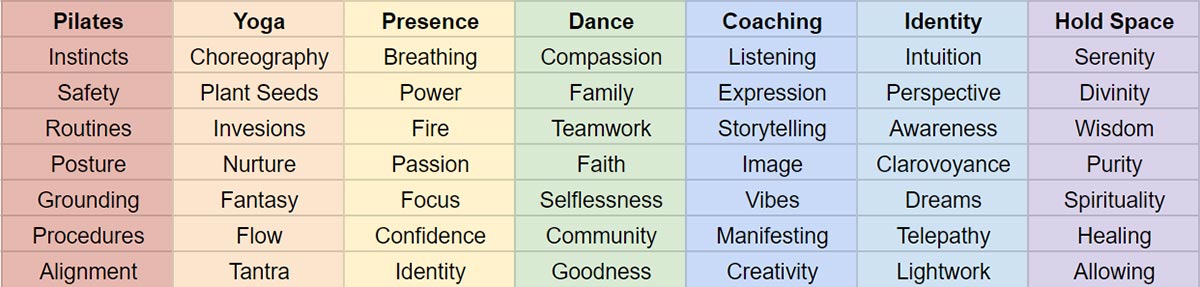 Pilates Yoga Presence Dance Coaching Identity Hold Space
Instincts Choreography Breathing Compassion Listening Intuition Serenity
Safety Plant Seeds Power Family Expression Perspective Divinity
Routines Invesions Fire Teamwork Storytelling Awareness Wisdom
Posture Nurture Passion Faith Image Clarovoyance Purity
Grounding Fantasy Focus Selflessness Vibes Dreams Spirituality
Procedures Flow Confidence Community Manifesting Telepathy Healing
Alignment Tantra Identity Goodness Creativity Lightwork Allowing